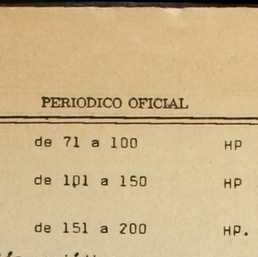 PERIODICO OFICIAL
de 71 a 100 HP
de 101 a 150 HP
de 151 a 200 HP.